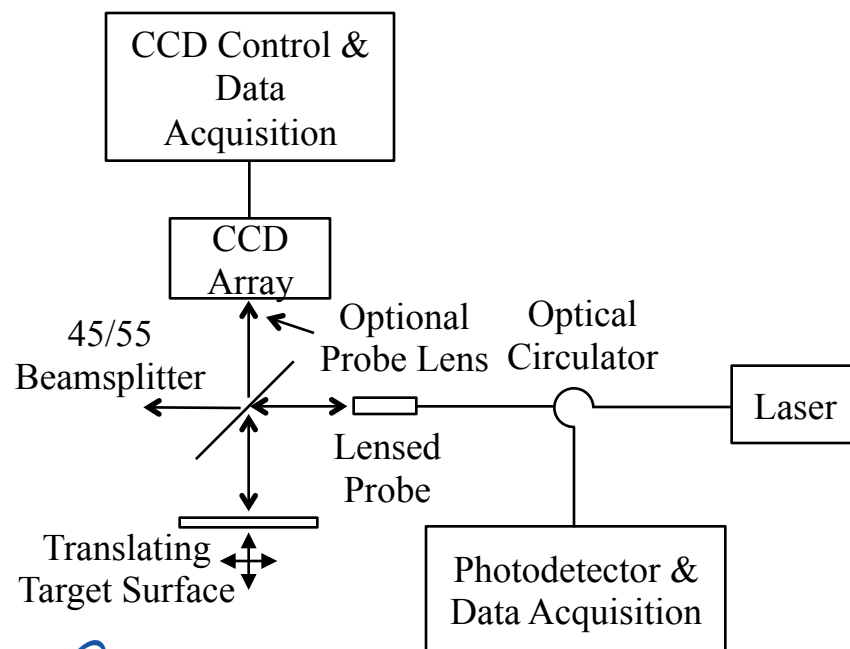 CCD Control &
Data
Acquisition
CCD
Array
45/55
Beamsplitter
Optional
Probe Lens
Optical
Circulator
Laser
Lensed
Probe
Translating
Target Surface
Photodetector &
Data Acquisition